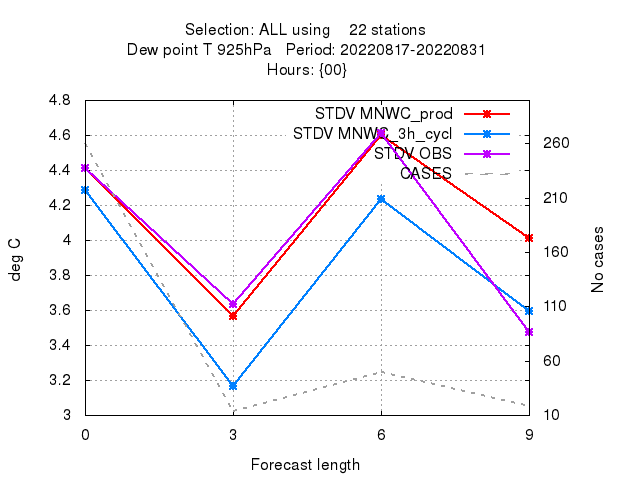 Selection: ALL using 22 stations
Dew point T 925hPa Period: 20220817-20220831
Hours: {00}
4.8
4.6
4.4
4.2
4
3.8
3.6
3.4
3.2
3
deg C
STDV MNWC_prod
STDV MNWC_3h_cycl
STDV OBS
CASES
260
210
160
110
60
10
No cases
0 3 6 9
Forecast length